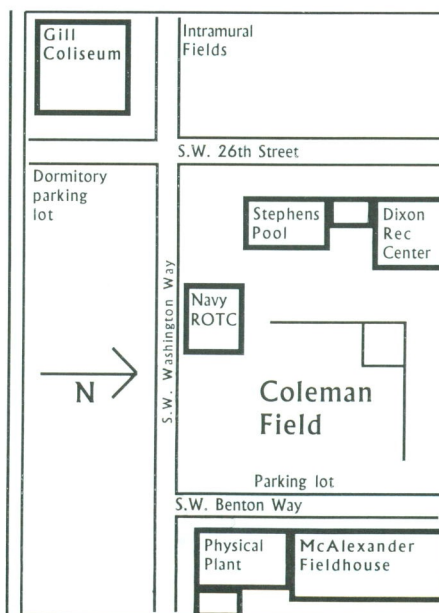 Gill
Coliseum
Intramural
Fields
S.W. 26th Street
Dormitory
parking
lot
Stephens
Pool
Dixon
Rec
Center
Navy
ROTC
S.W. Washington Way
N
Coleman
Field
Parking lot
S.W. Benton Way
Physical
Plant
McAlexander
Fieldhouse